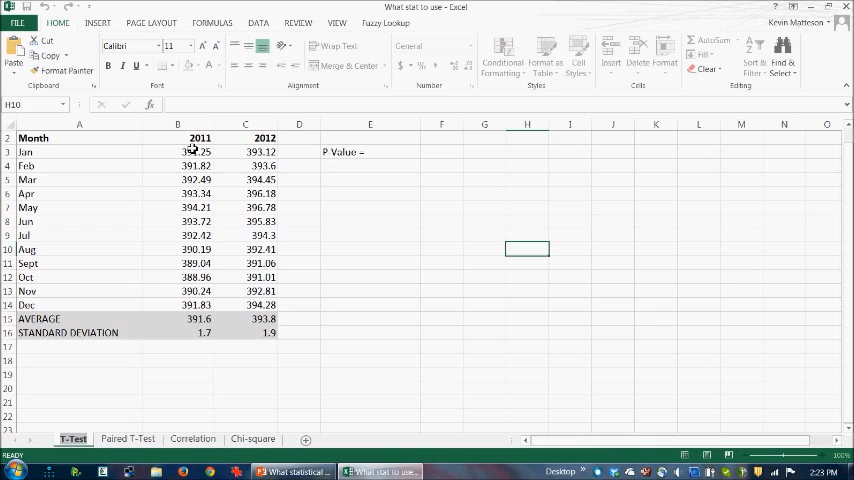 What stat to use - Excel
FILE HOME INSERT PAGE LAYOUT FORMULAS DATA REVIEW VIEW Fuzzy Lookup Kevin Matteson
Paste Cut Copy Format Painter
Calibri 11
B I U A
Wrap Text Merge & Center
General
$ % ,
Conditional Formatting Format as Table Cell Styles
Insert Delete Format
AutoSum Fill Clear
Sort & Filter Find & Select
Clipboard Font Alignment Number Styles Cells Editing
H10 fx
A B C D E F G H I J K L M N O
2 Month 2011 2012
3 Jan 393.12 P Value =
4 Feb 391.82 393.6
5 Mar 392.49 394.45
6 Apr 393.34 396.18
7 May 394.21 396.78
8 Jun 393.72 395.83
9 Jul 392.42 394.3
10 Aug 390.19 392.41
11 Sept 389.04 391.06
12 Oct 388.96 391.01
13 Nov 390.24 392.81
14 Dec 391.83 394.28
15 AVERAGE 391.6 393.8
16 STANDARD DEVIATION 1.7 1.9
17
18
19
20
21
22
23
T-Test Paired T-Test Correlation Chi-square
READY 100%
What statistical ... What stat to use... Desktop 2:23 PM